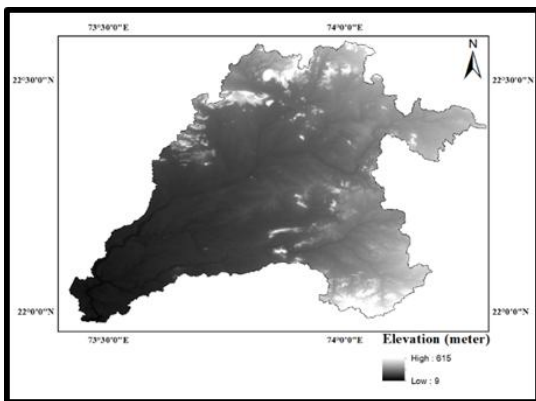 73°30'0"E
74°0'0"E
N
22°30'0"N
22°30'0"N
22°0'0"N
22°0'0"N
73°30'0"E
74°0'0"E
Elevation (meter)
High : 615
Low : 9